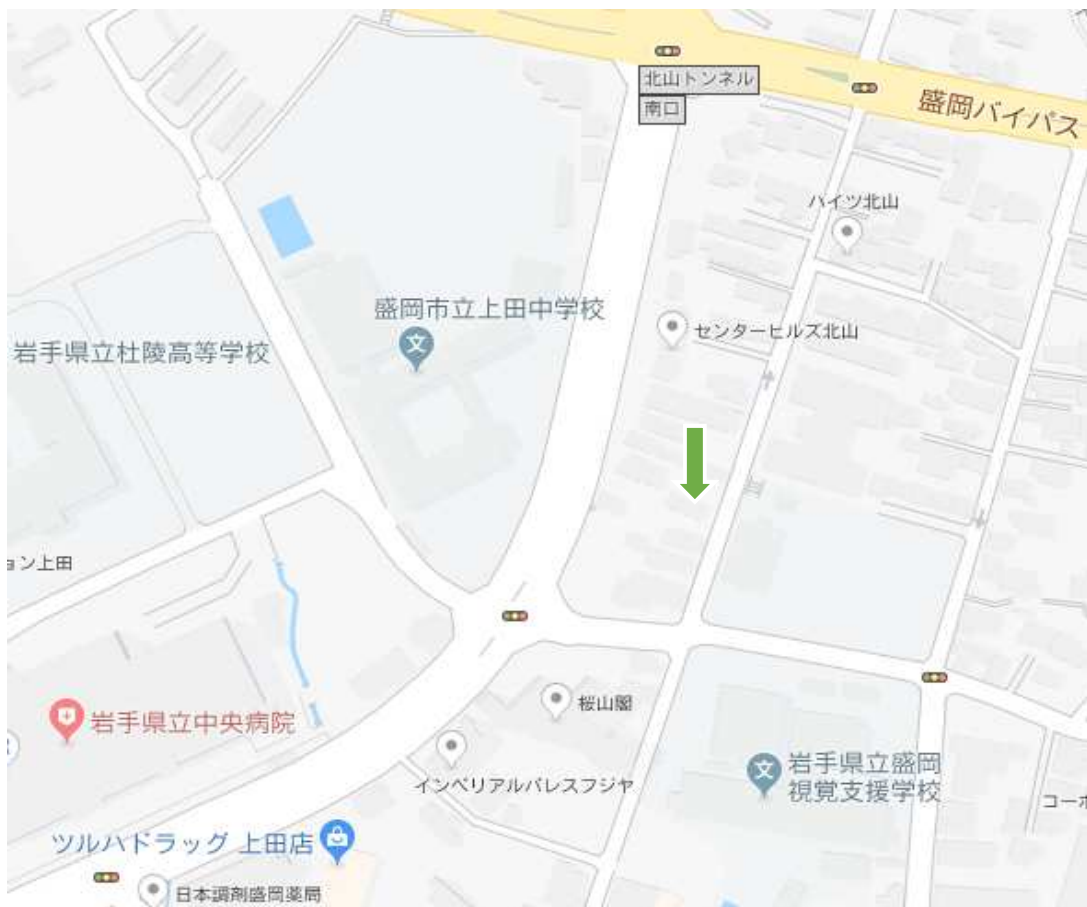 北山トンネル
南口
盛岡バイパス
ハイツ北山
盛岡市立上田中学校
文
センターヒルズ北山
岩手県立杜陵高等学校
ョン上田
桜山閣
岩手県立中央病院
文
岩手県立盛岡
視覚支援学校
インペリアルパレスフジヤ
コーポ
ツルハドラッグ 上田店
日本調剤盛岡薬局